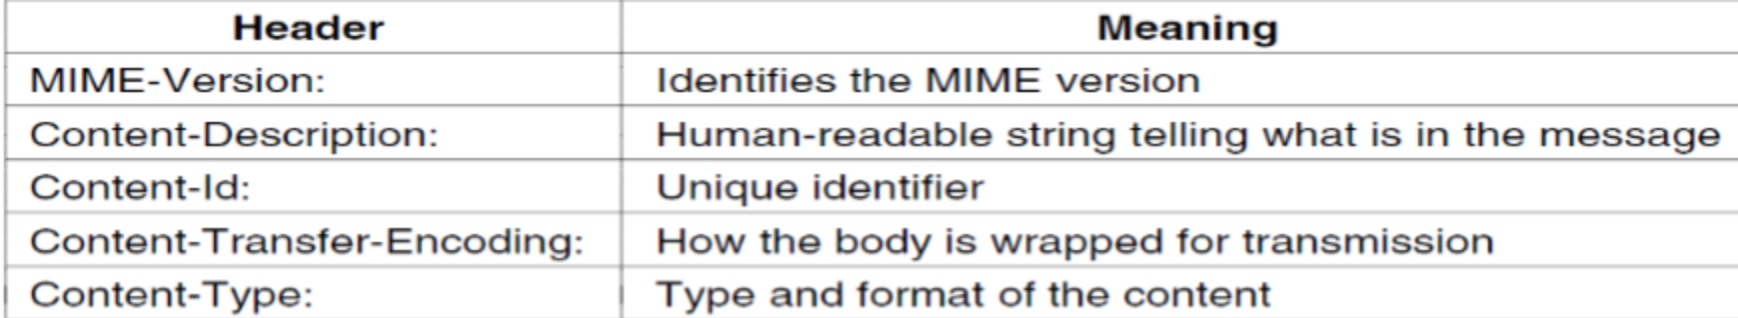 Header Meaning
MIME-Version: Identifies the MIME version
Content-Description: Human-readable string telling what is in the message
Content-Id: Unique identifier
Content-Transfer-Encoding: How the body is wrapped for transmission
Content-Type: Type and format of the content